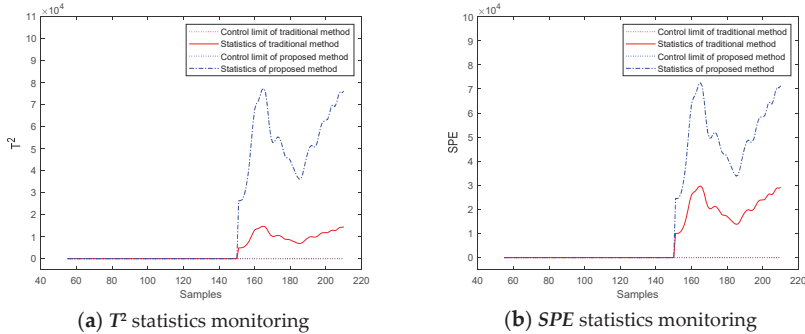 ×10⁴
11
10
9
8
7
6
5
4
3
2
1
0
T²
40 60 80 100 120 140 160 180 200 220
Samples
Control limit of traditional method
Statistics of traditional method
Control limit of proposed method
Statistics of proposed method
(a) T² statistics monitoring
×10⁴
10
9
8
7
6
5
4
3
2
1
0
SPE
40 60 80 100 120 140 160 180 200 220
Samples
Control limit of traditional method
Statistics of traditional method
Control limit of proposed method
Statistics of proposed method
(b) SPE statistics monitoring